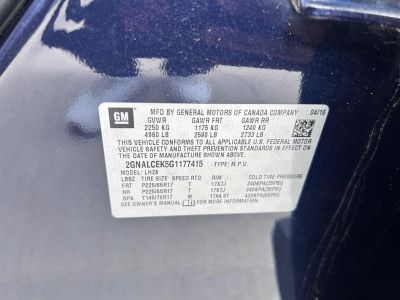 GM
MFD BY GENERAL MOTORS OF CANADA COMPANY 04/16
GVWR GAWR FRT GAWR RR
2250 KG 1175 KG 1240 KG
4960 LB 2590 LB 2733 LB
THIS VEHICLE CONFORMS TO ALL APPLICABLE U.S. FEDERAL MOTOR
VEHICLE SAFETY, BUMPER, AND THEFT PREVENTION STANDARDS IN
EFFECT ON THE DATE OF MANUFACTURE SHOWN ABOVE.
2GNALCEK5G1177415 TYPE: M.P.V.
MODEL: LH26
LBBZ TIRE SIZE SPEED RTG RIM COLD TIRE PRESSURE
FRT P225/65R17 T 17X7J 240KPA(35PSI)
RR P225/65R17 T 17X7J 240KPA(35PSI)
SPA T145/70R17 M 17X4.5T 420KPA(60PSI)
SEE OWNER'S MANUAL FOR ADDITIONAL INFORMATION